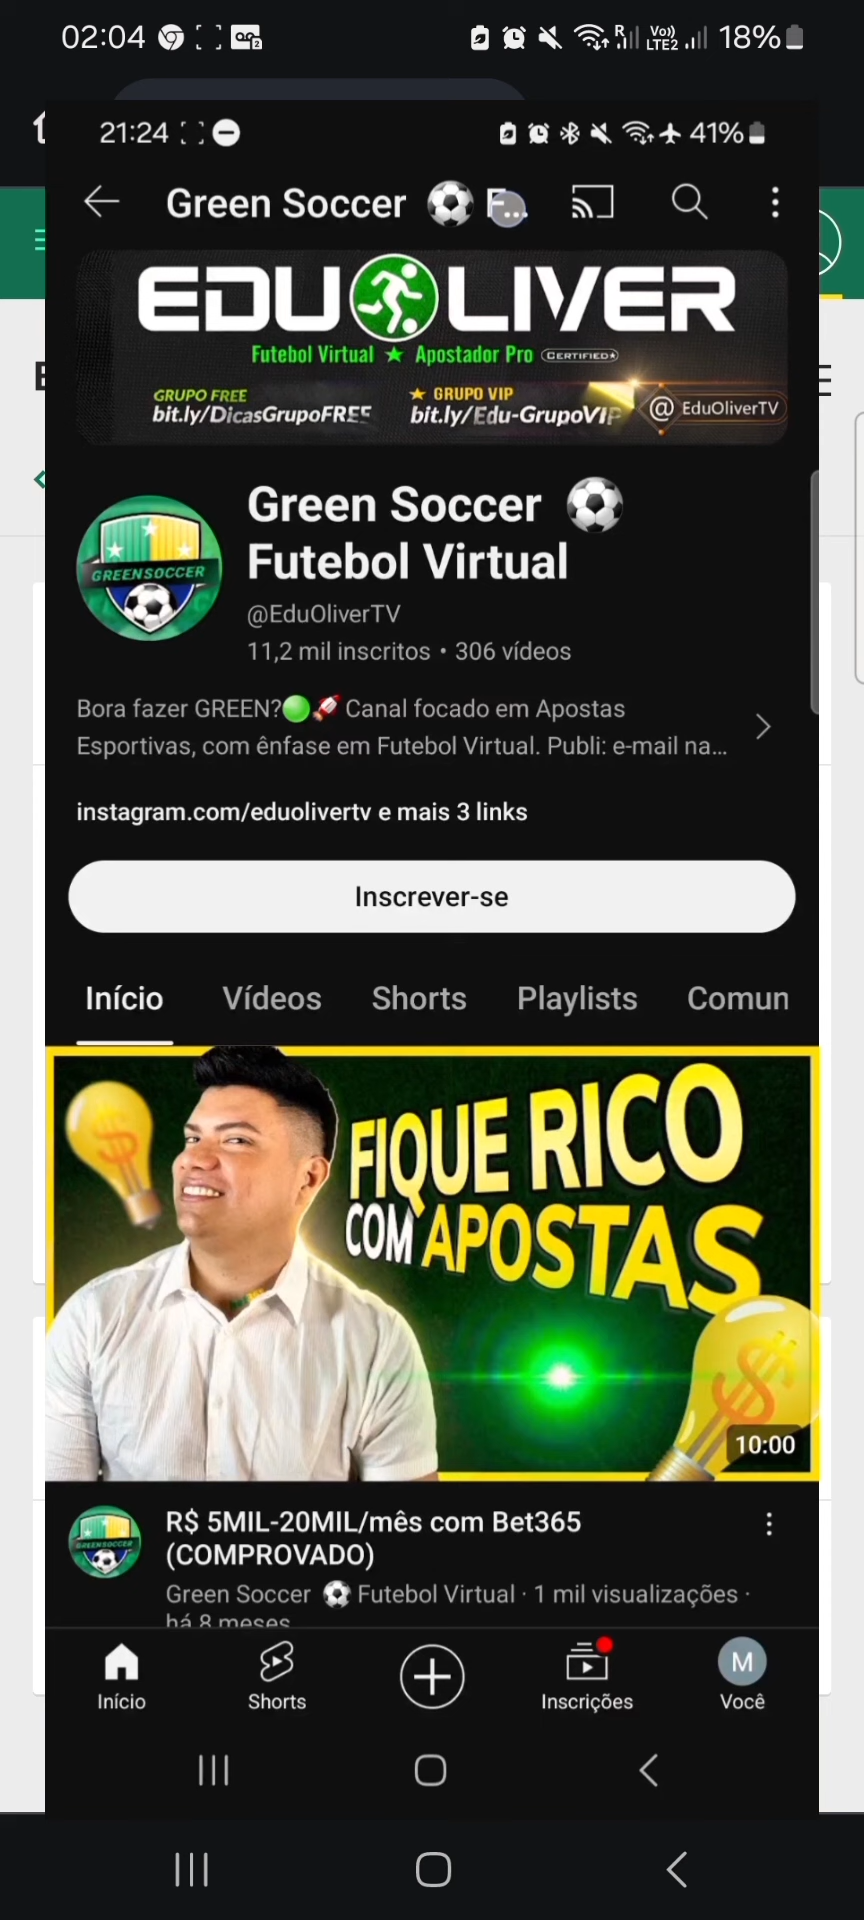 02:04
R
Vo))
LTE2
18%
21:24
41%
Green Soccer ⚽ F...
EDU LIVER
Futebol Virtual ★ Apostador Pro CERTIFIED★
GRUPO FREE
bit.ly/DicasGrupoFREE
★ GRUPO VIP
bit.ly/Edu-GrupoVIP
@ EduOliverTV
GREENSOCCER
Green Soccer ⚽
Futebol Virtual
@EduOliverTV
11,2 mil inscritos • 306 vídeos
Bora fazer GREEN?🟢🚀 Canal focado em Apostas
Esportivas, com ênfase em Futebol Virtual. Publi: e-mail na...
instagram.com/eduolivertv e mais 3 links
Inscrever-se
Início Vídeos Shorts Playlists Comun
FIQUE RICO
COM APOSTAS
10:00
GREENSOCCER
R$ 5MIL-20MIL/mês com Bet365
(COMPROVADO)
Green Soccer ⚽ Futebol Virtual · 1 mil visualizações ·
há 8 meses
M
Início Shorts Inscrições Você